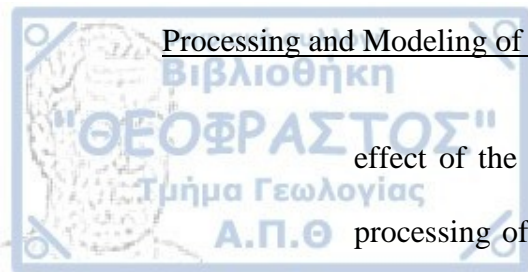 Processing and Modeling of
Βιβλιοθήκη
"ΘΕΟΦΡΑΣΤΟΣ"
effect of the
Τμήμα Γεωλογίας
Α.Π.Θ
processing of